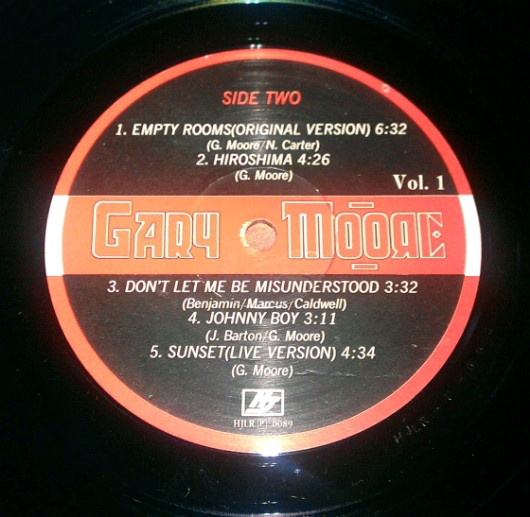 SIDE TWO
1. EMPTY ROOMS(ORIGINAL VERSION) 6:32
(G. Moore/N. Carter)
2. HIROSHIMA 4:26
(G. Moore)
Vol. 1
GARY MOORE
3. DON'T LET ME BE MISUNDERSTOOD 3:32
(Benjamin/Marcus/Caldwell)
4. JOHNNY BOY 3:11
(J. Barton/G. Moore)
5. SUNSET(LIVE VERSION) 4:34
(G. Moore)
HJLR